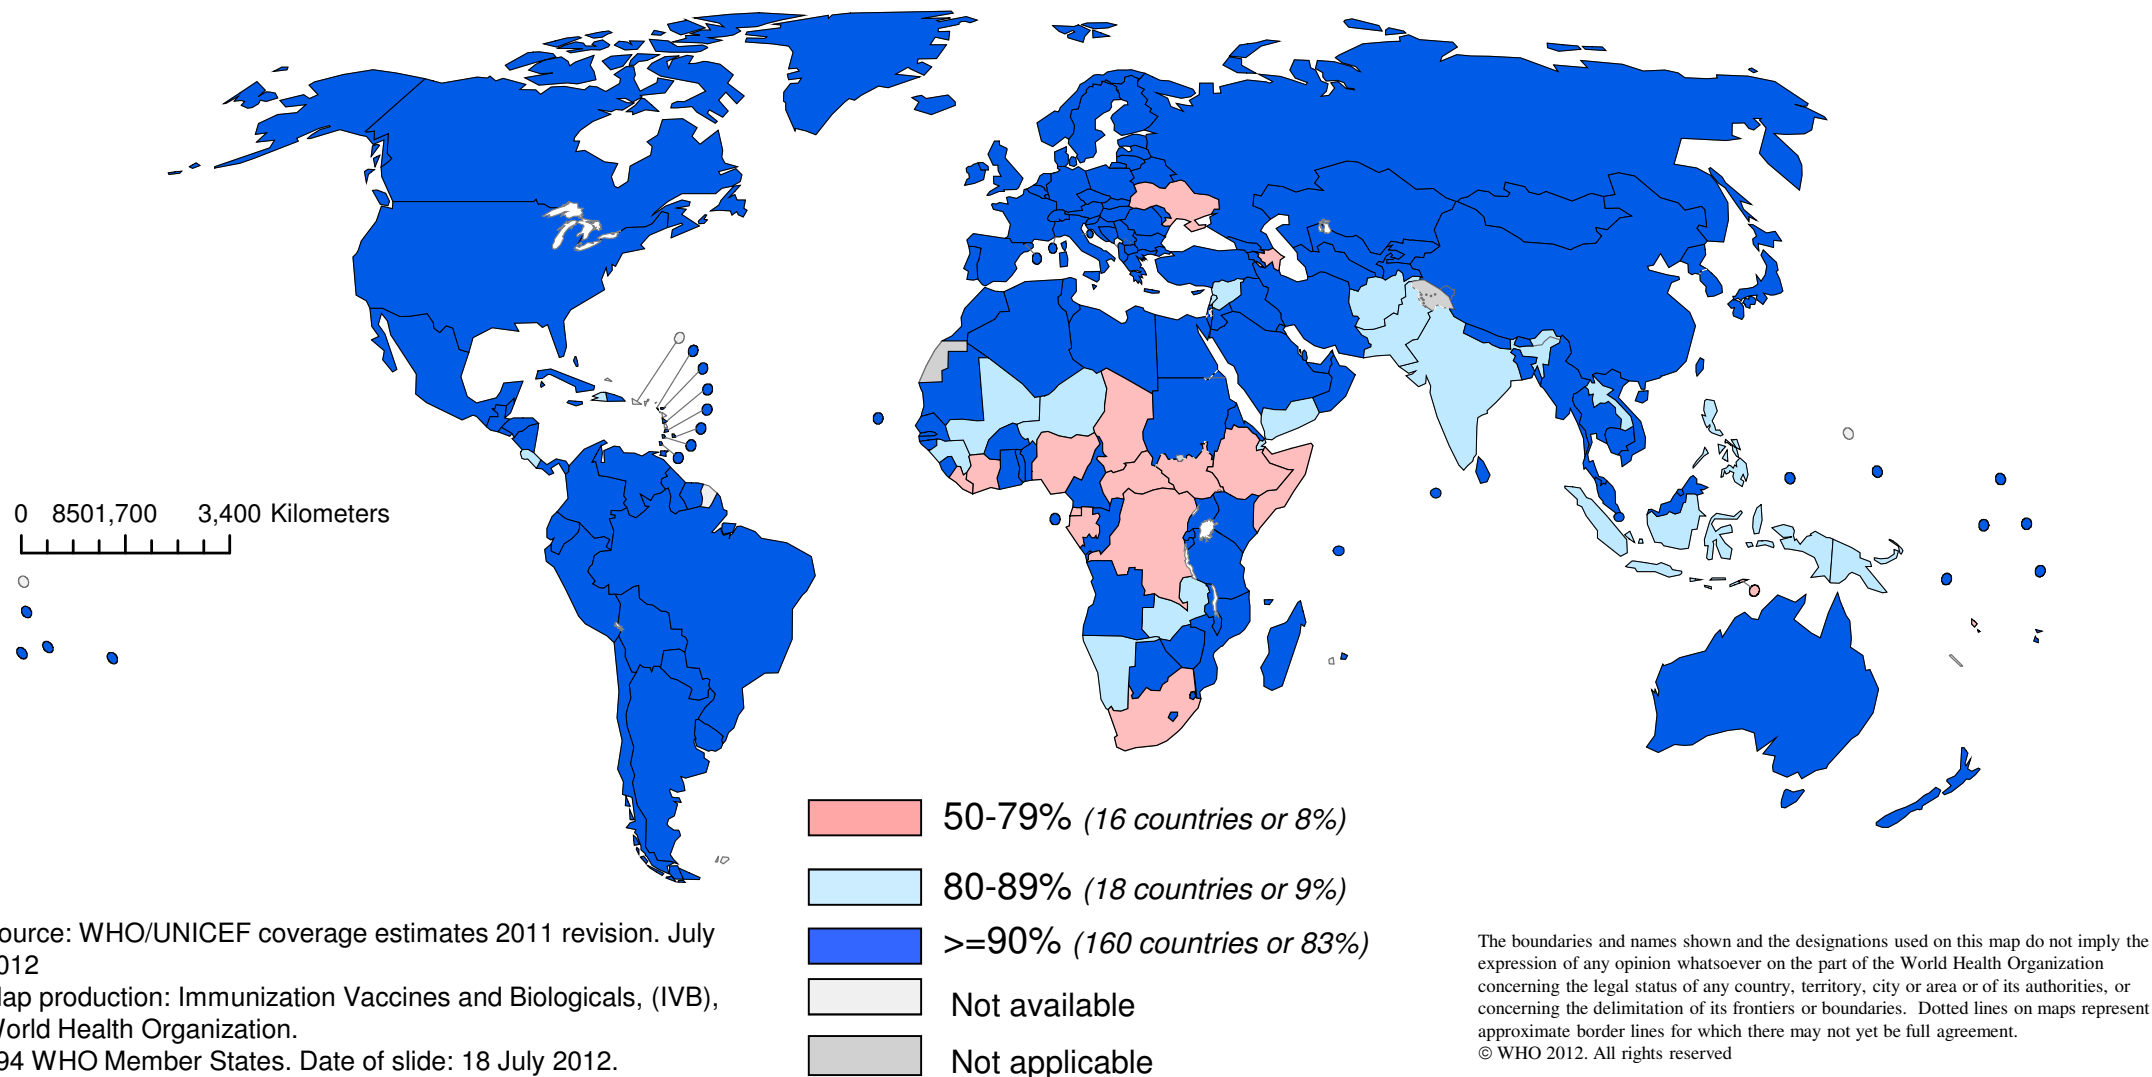 0 8501,700 3,400 Kilometers
50-79% (16 countries or 8%)
80-89% (18 countries or 9%)
>=90% (160 countries or 83%)
Not available
Not applicable
ource: WHO/UNICEF coverage estimates 2011 revision. July
012
ap production: Immunization Vaccines and Biologicals, (IVB),
orld Health Organization.
94 WHO Member States. Date of slide: 18 July 2012.
The boundaries and names shown and the designations used on this map do not imply the
expression of any opinion whatsoever on the part of the World Health Organization
concerning the legal status of any country, territory, city or area or of its authorities, or
concerning the delimitation of its frontiers or boundaries. Dotted lines on maps represent
approximate border lines for which there may not yet be full agreement.
© WHO 2012. All rights reserved